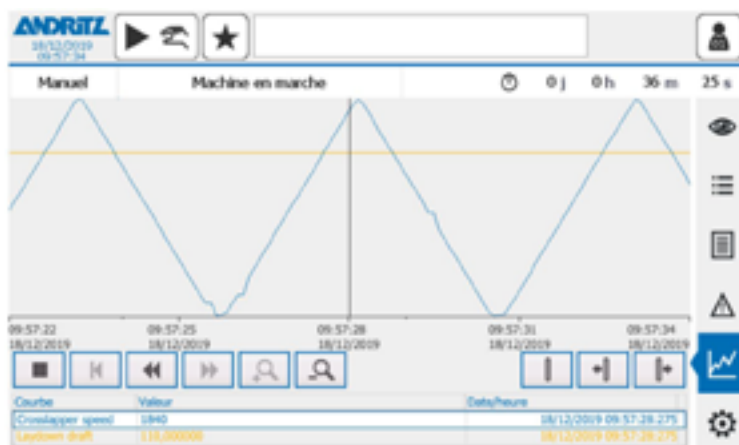 ANDRITZ
18/12/2019
09:57:34
Manuel Machine en marche 0 j 0 h 36 m 25 s
09:57:22 09:57:25 09:57:28 09:57:31 09:57:34
18/12/2019 18/12/2019 18/12/2019 18/12/2019 18/12/2019
Courbe Valeur Date/heure
Crosslapper speed 1840 18/12/2019 09:57:28.275
Laydown draft 110,000000 18/12/2019 09:57:28.275